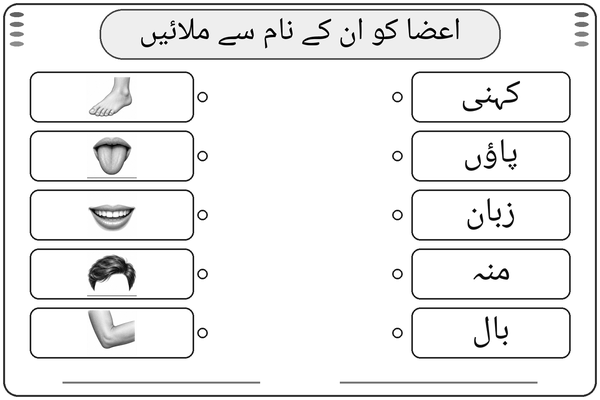 اعضا کو ان کے نام سے ملائیں
کہنی
پاؤں
زبان
منہ
بال